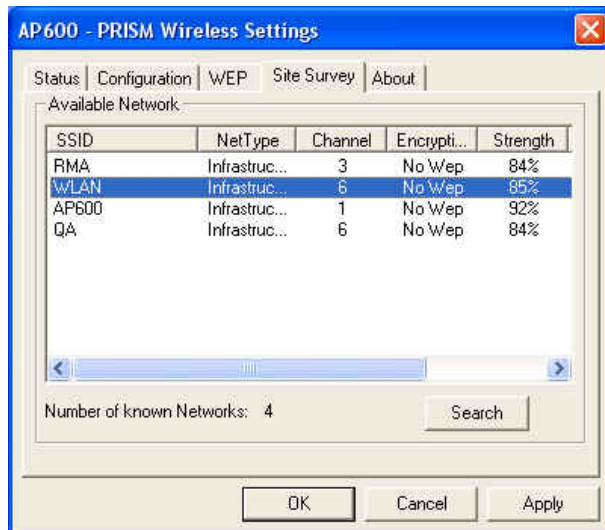 AP600 - PRISM Wireless Settings
Status Configuration WEP Site Survey About
Available Network
SSID NetType Channel Encrypti... Strength
RMA Infrastruc... 3 No Wep 84%
WLAN Infrastruc... 6 No Wep 85%
AP600 Infrastruc... 1 No Wep 92%
QA Infrastruc... 6 No Wep 84%
Number of known Networks: 4 Search
OK Cancel Apply